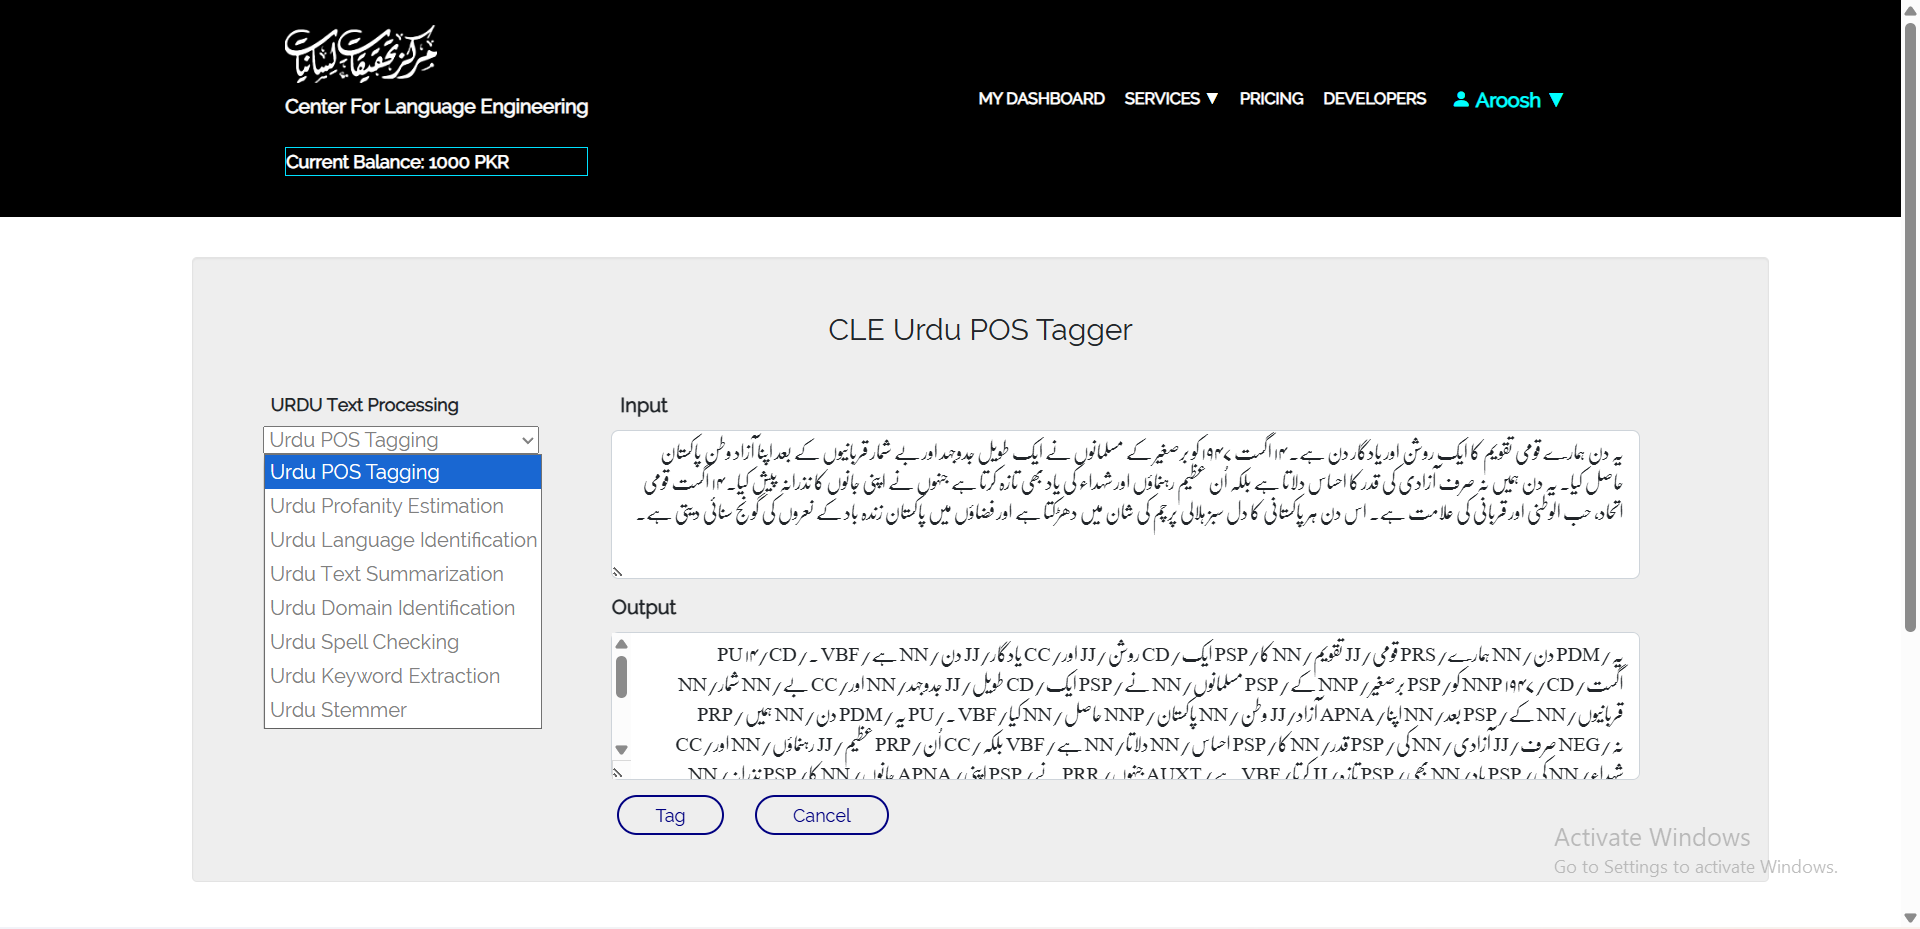 مرکز تحقیقات لسانیات
Center For Language Engineering
Current Balance: 1000 PKR
MY DASHBOARD SERVICES ▼ PRICING DEVELOPERS Aroosh ▼
CLE Urdu POS Tagger
URDU Text Processing
Urdu POS Tagging
Urdu POS Tagging
Urdu Profanity Estimation
Urdu Language Identification
Urdu Text Summarization
Urdu Domain Identification
Urdu Spell Checking
Urdu Keyword Extraction
Urdu Stemmer
Input
یہ دن ہمارے قومی تقویم کا ایک روشن اور یادگار دن ہے۔ ۱۴ اگست ۱۹۴۷ کو برصغیر کے مسلمانوں نے ایک طویل جدوجہد اور بے شمار قربانیوں کے بعد اپنا آزاد وطن پاکستان
حاصل کیا۔ یہ دن ہمیں نہ صرف آزادی کی قدر کا احساس دلاتا ہے بلکہ اُن عظیم رہنماؤں اور شہداء کی یاد بھی تازہ کرتا ہے جنہوں نے اپنی جانوں کا نذرانہ پیش کیا۔ ۱۴ اگست قومی
اتحاد، حب الوطنی اور قربانی کی علامت ہے۔ اس دن ہر پاکستانی کا دل سبز ہلالی پرچم کی شان میں دھڑکتا ہے اور فضاؤں میں پاکستان زندہ باد کے نعروں کی گونج سنائی دیتی ہے۔
Output
یہ/PDM دن/NN ہمارے/PRS قومی/JJ تقویم/NN کا/PSP ایک/CD روشن/JJ اور/CC یادگار/JJ دن/NN ہے/VBF ۔/PU ۱۴/CD
اگست/NNP ۱۹۴۷/CD کو/PSP برصغیر/NNP کے/PSP مسلمانوں/NN نے/PSP ایک/CD طویل/JJ جدوجہد/NN اور/CC بے/NN شمار/NN
قربانیوں/NN کے/PSP بعد/NN اپنا/APNA آزاد/JJ وطن/NN پاکستان/NNP حاصل/NN کیا/VBF ۔/PU یہ/PDM دن/NN ہمیں/PRP
نہ/NEG صرف/JJ آزادی/NN کی/PSP قدر/NN کا/PSP احساس/NN دلاتا/NN ہے/VBF بلکہ/CC اُن/PRP عظیم/JJ رہنماؤں/NN اور/CC
شہداء/NN کی/PSP یاد/NN بھی/PSP تازہ/JJ کرتا/VBF ہے/AUXT جنہوں/PRR نے/PSP اپنی/APNA جانوں/NN کا/PSP نذرانہ/NN
Tag Cancel
Activate Windows
Go to Settings to activate Windows.